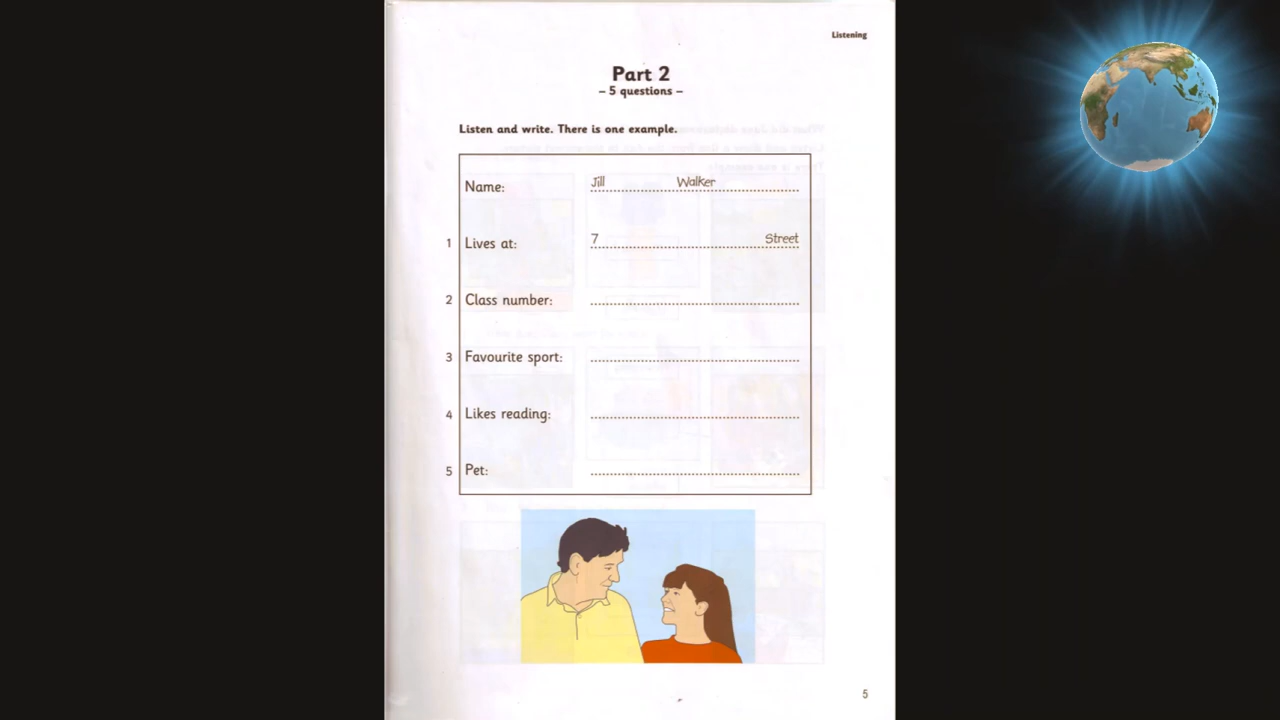 Listening
Part 2
– 5 questions –
Listen and write. There is one example.
Name: Jill Walker
1 Lives at: 7 Street
2 Class number:
3 Favourite sport:
4 Likes reading:
5 Pet:
5